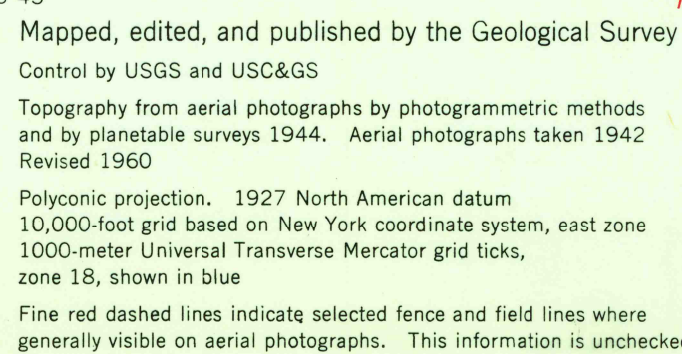 Mapped, edited, and published by the Geological Survey
Control by USGS and USC&GS
Topography from aerial photographs by photogrammetric methods
and by planetable surveys 1944. Aerial photographs taken 1942
Revised 1960
Polyconic projection. 1927 North American datum
10,000-foot grid based on New York coordinate system, east zone
1000-meter Universal Transverse Mercator grid ticks,
zone 18, shown in blue
Fine red dashed lines indicate selected fence and field lines where
generally visible on aerial photographs. This information is unchecked